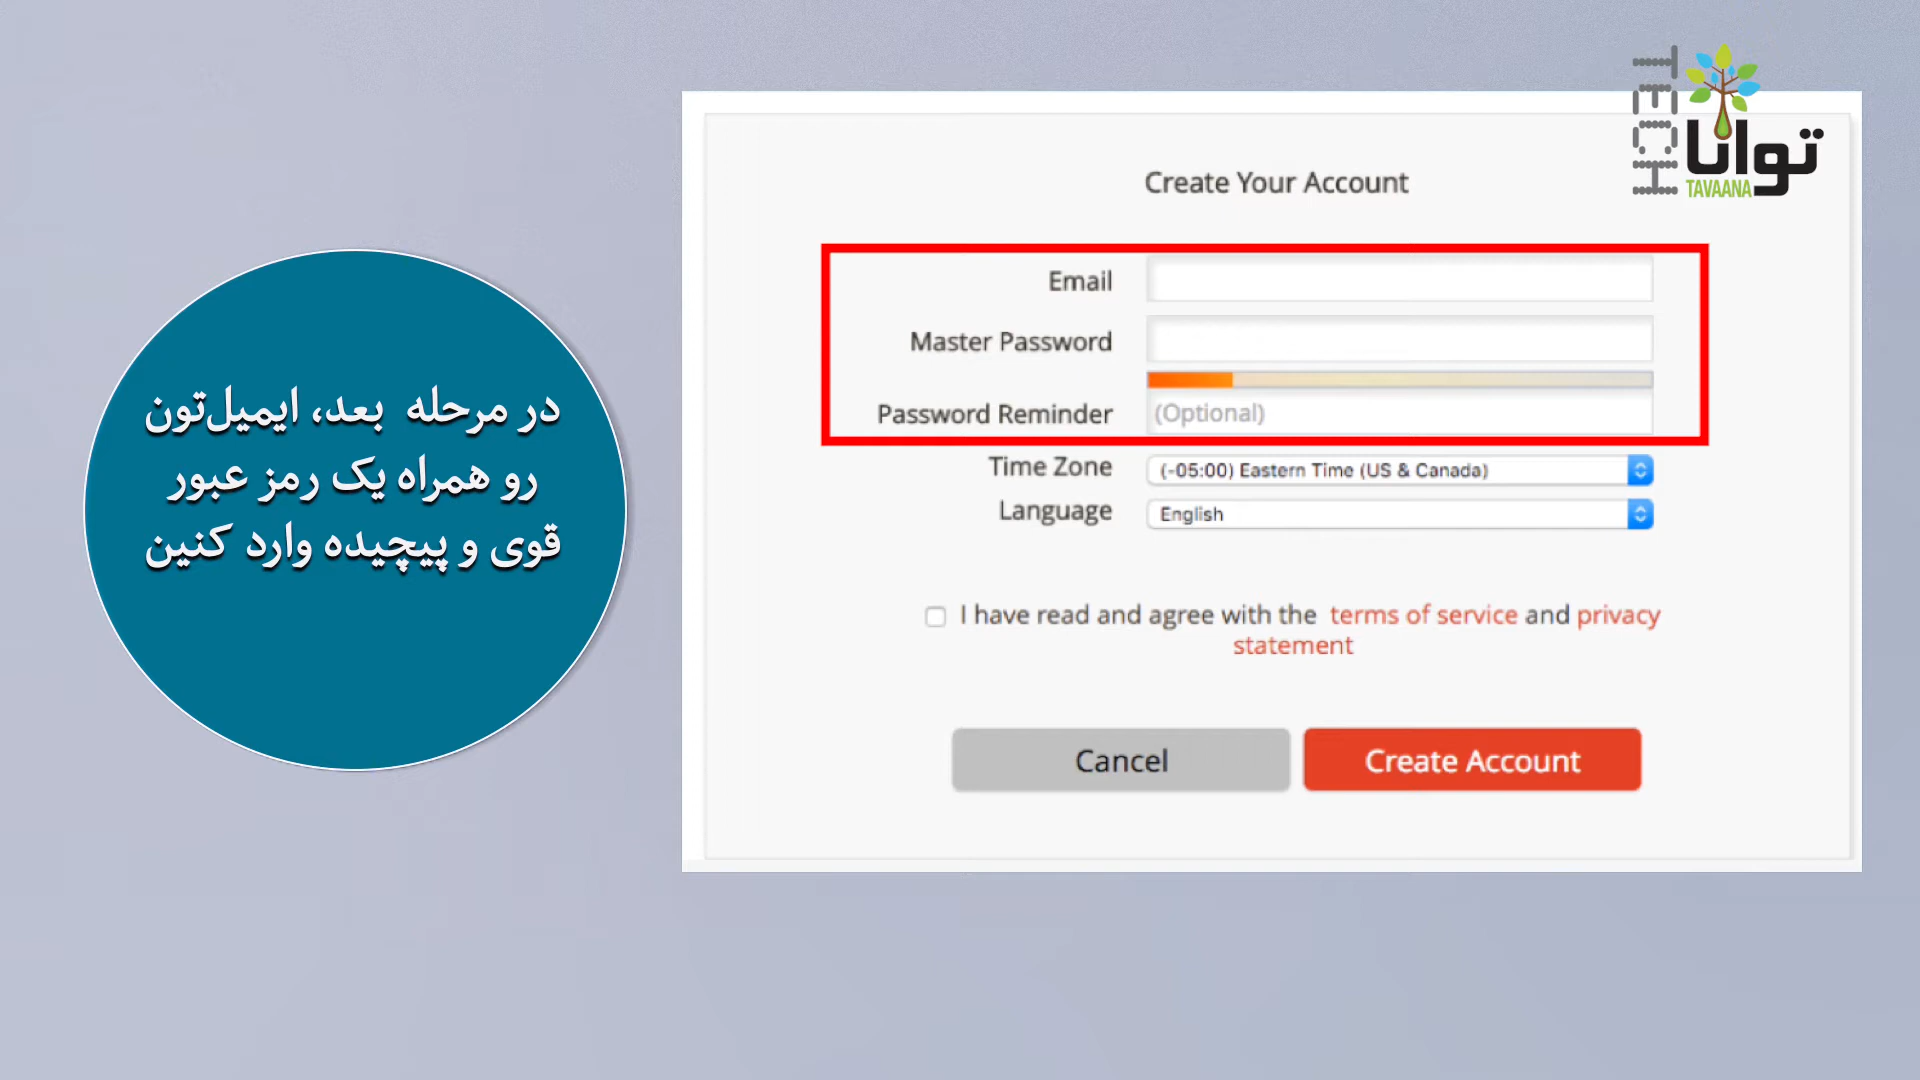 TECH
توانا
TAVAANA
در مرحله بعد، ایمیل‌تون
رو همراه یک رمز عبور
قوی و پیچیده وارد کنین
Create Your Account
Email
Master Password
Password Reminder (Optional)
Time Zone (-05:00) Eastern Time (US & Canada)
Language English
I have read and agree with the terms of service and privacy
statement
Cancel Create Account